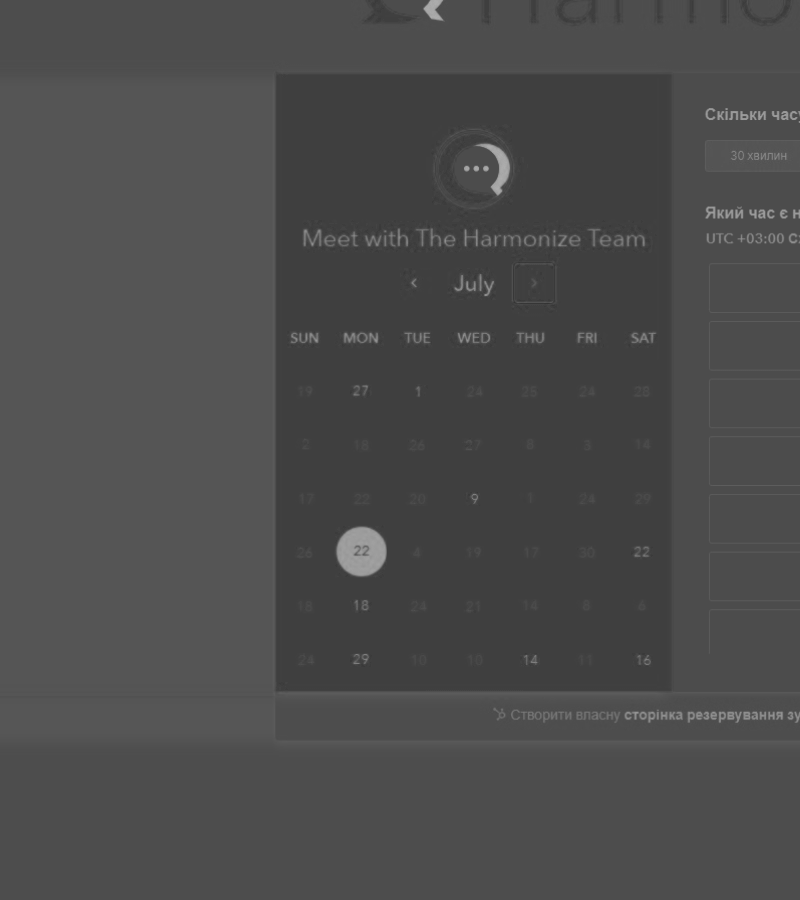 Harmo
Meet with The Harmonize Team
July
SUN MON TUE WED THU FRI SAT
19 27 1 24 25 24 28
2 18 26 27 8 3 14
17 22 20 9 1 24 29
26 22 4 19 17 30 22
18 18 24 21 14 8 6
24 29 10 10 14 11 16
Скільки часу
30 хвилин
Який час є н
UTC +03:00
Створити власну сторінка резервування зу